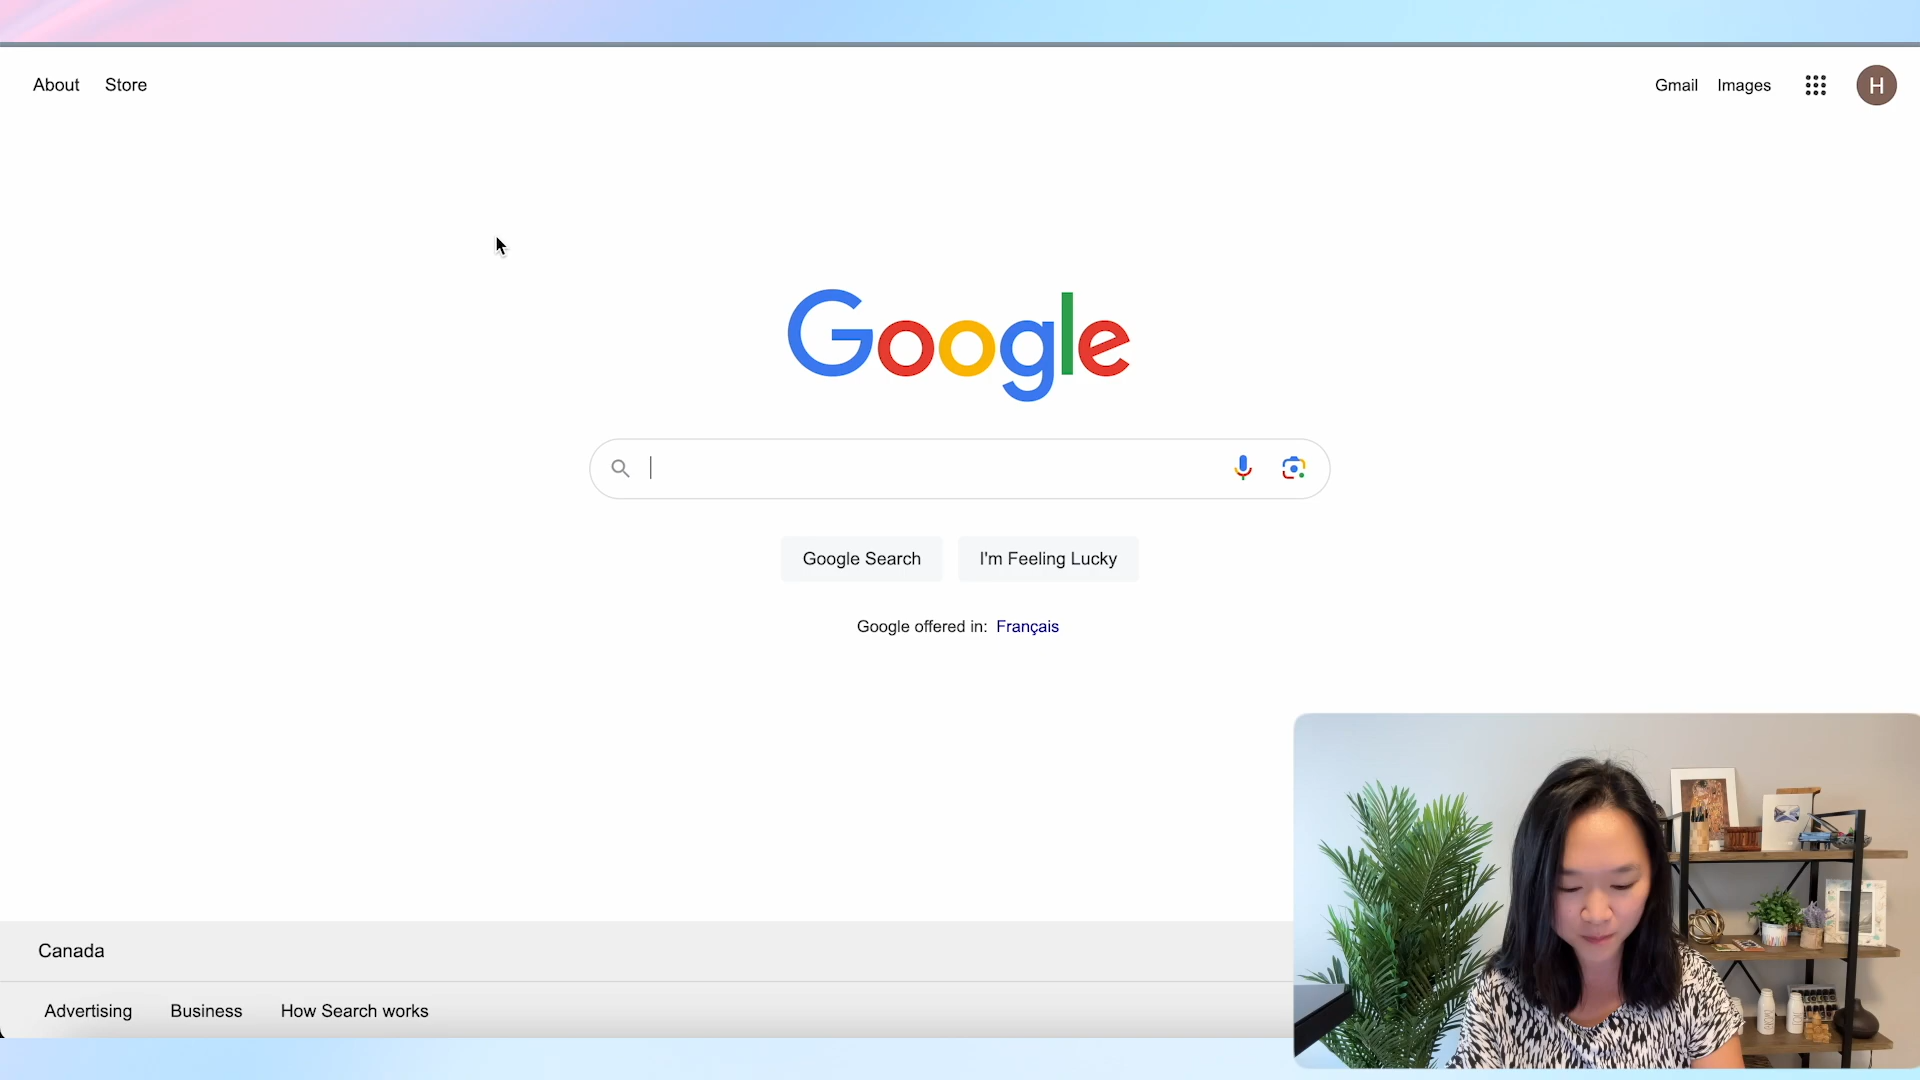 About Store
Gmail Images
H
Google
Google Search I'm Feeling Lucky
Google offered in: Français
Canada
Advertising Business How Search works